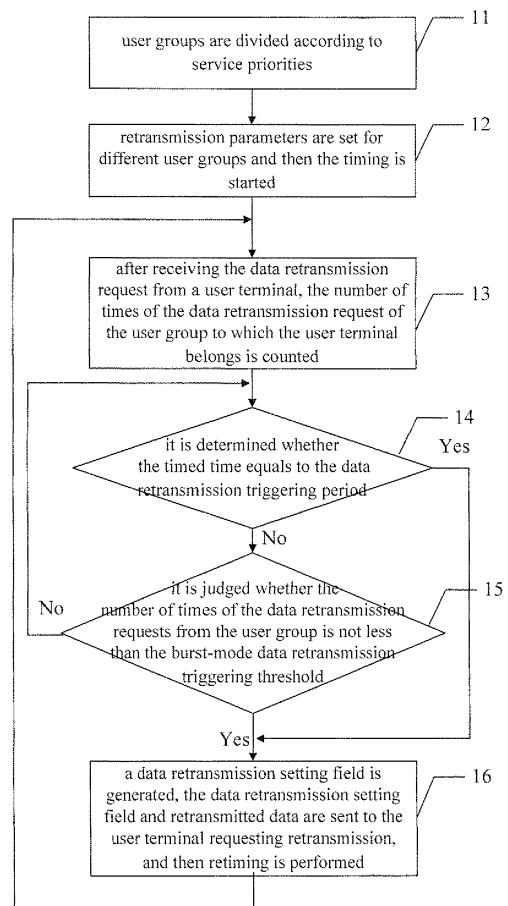 11
user groups are divided according to
service priorities
12
retransmission parameters are set for
different user groups and then the timing is
started
after receiving the data retransmission
request from a user terminal, the number of
times of the data retransmission request of
the user group to which the user terminal
belongs is counted
13
14
Yes
it is determined whether
the timed time equals to the data
retransmission triggering period
No
15
it is judged whether the
number of times of the data retransmission
requests from the user group is not less
than the burst-mode data retransmission
triggering threshold
No
Yes
a data retransmission setting field is
generated, the data retransmission setting
field and retransmitted data are sent to the
user terminal requesting retransmission,
and then retiming is performed
16